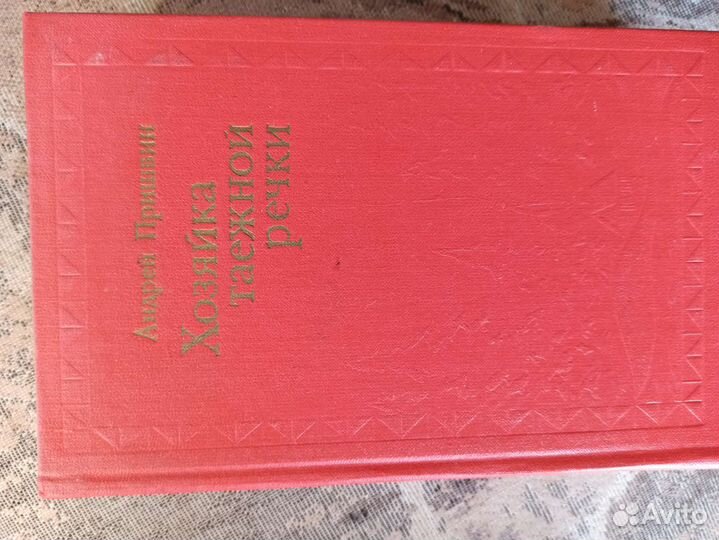 Андрей Пришвин
Хозяйка
таежной
речки
Avito